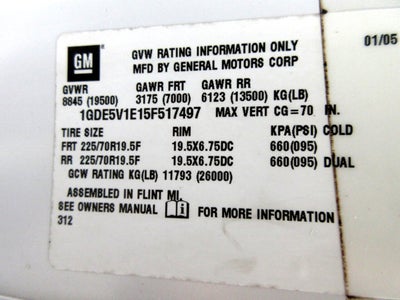 GM
GVW RATING INFORMATION ONLY
MFD BY GENERAL MOTORS CORP
01/05
GVWR GAWR FRT GAWR RR
8845 (19500) 3175 (7000) 6123 (13500) KG(LB)
1GDE5V1E15F517497 MAX VERT CG=70 IN.
TIRE SIZE RIM KPA(PSI) COLD
FRT 225/70R19.5F 19.5X6.75DC 660(095)
RR 225/70R19.5F 19.5X6.75DC 660(095) DUAL
GCW RATING KG(LB) 11793 (26000)
ASSEMBLED IN FLINT MI.
SEE OWNERS MANUAL i FOR MORE INFORMATION
312